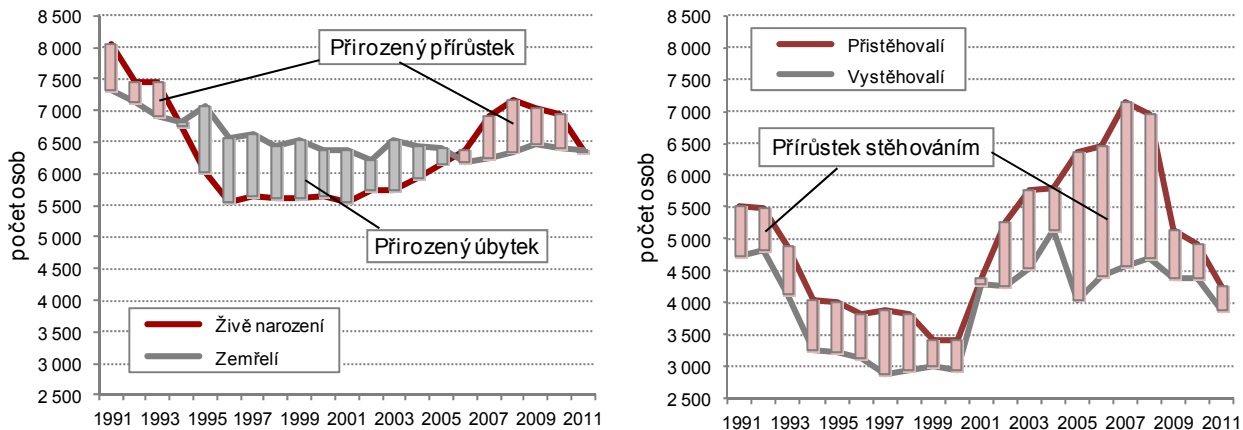 8 500
8 000
7 500
7 000
6 500
6 000
5 500
5 000
4 500
4 000
3 500
3 000
2 500
počet osob
Přirozený přírůstek
Přirozený úbytek
Živě narození
Zemřelí
1991 1993 1995 1997 1999 2001 2003 2005 2007 2009 2011
8 500
8 000
7 500
7 000
6 500
6 000
5 500
5 000
4 500
4 000
3 500
3 000
2 500
počet osob
Přistěhovalí
Vystěhovalí
Přírůstek stěhováním
1991 1993 1995 1997 1999 2001 2003 2005 2007 2009 2011